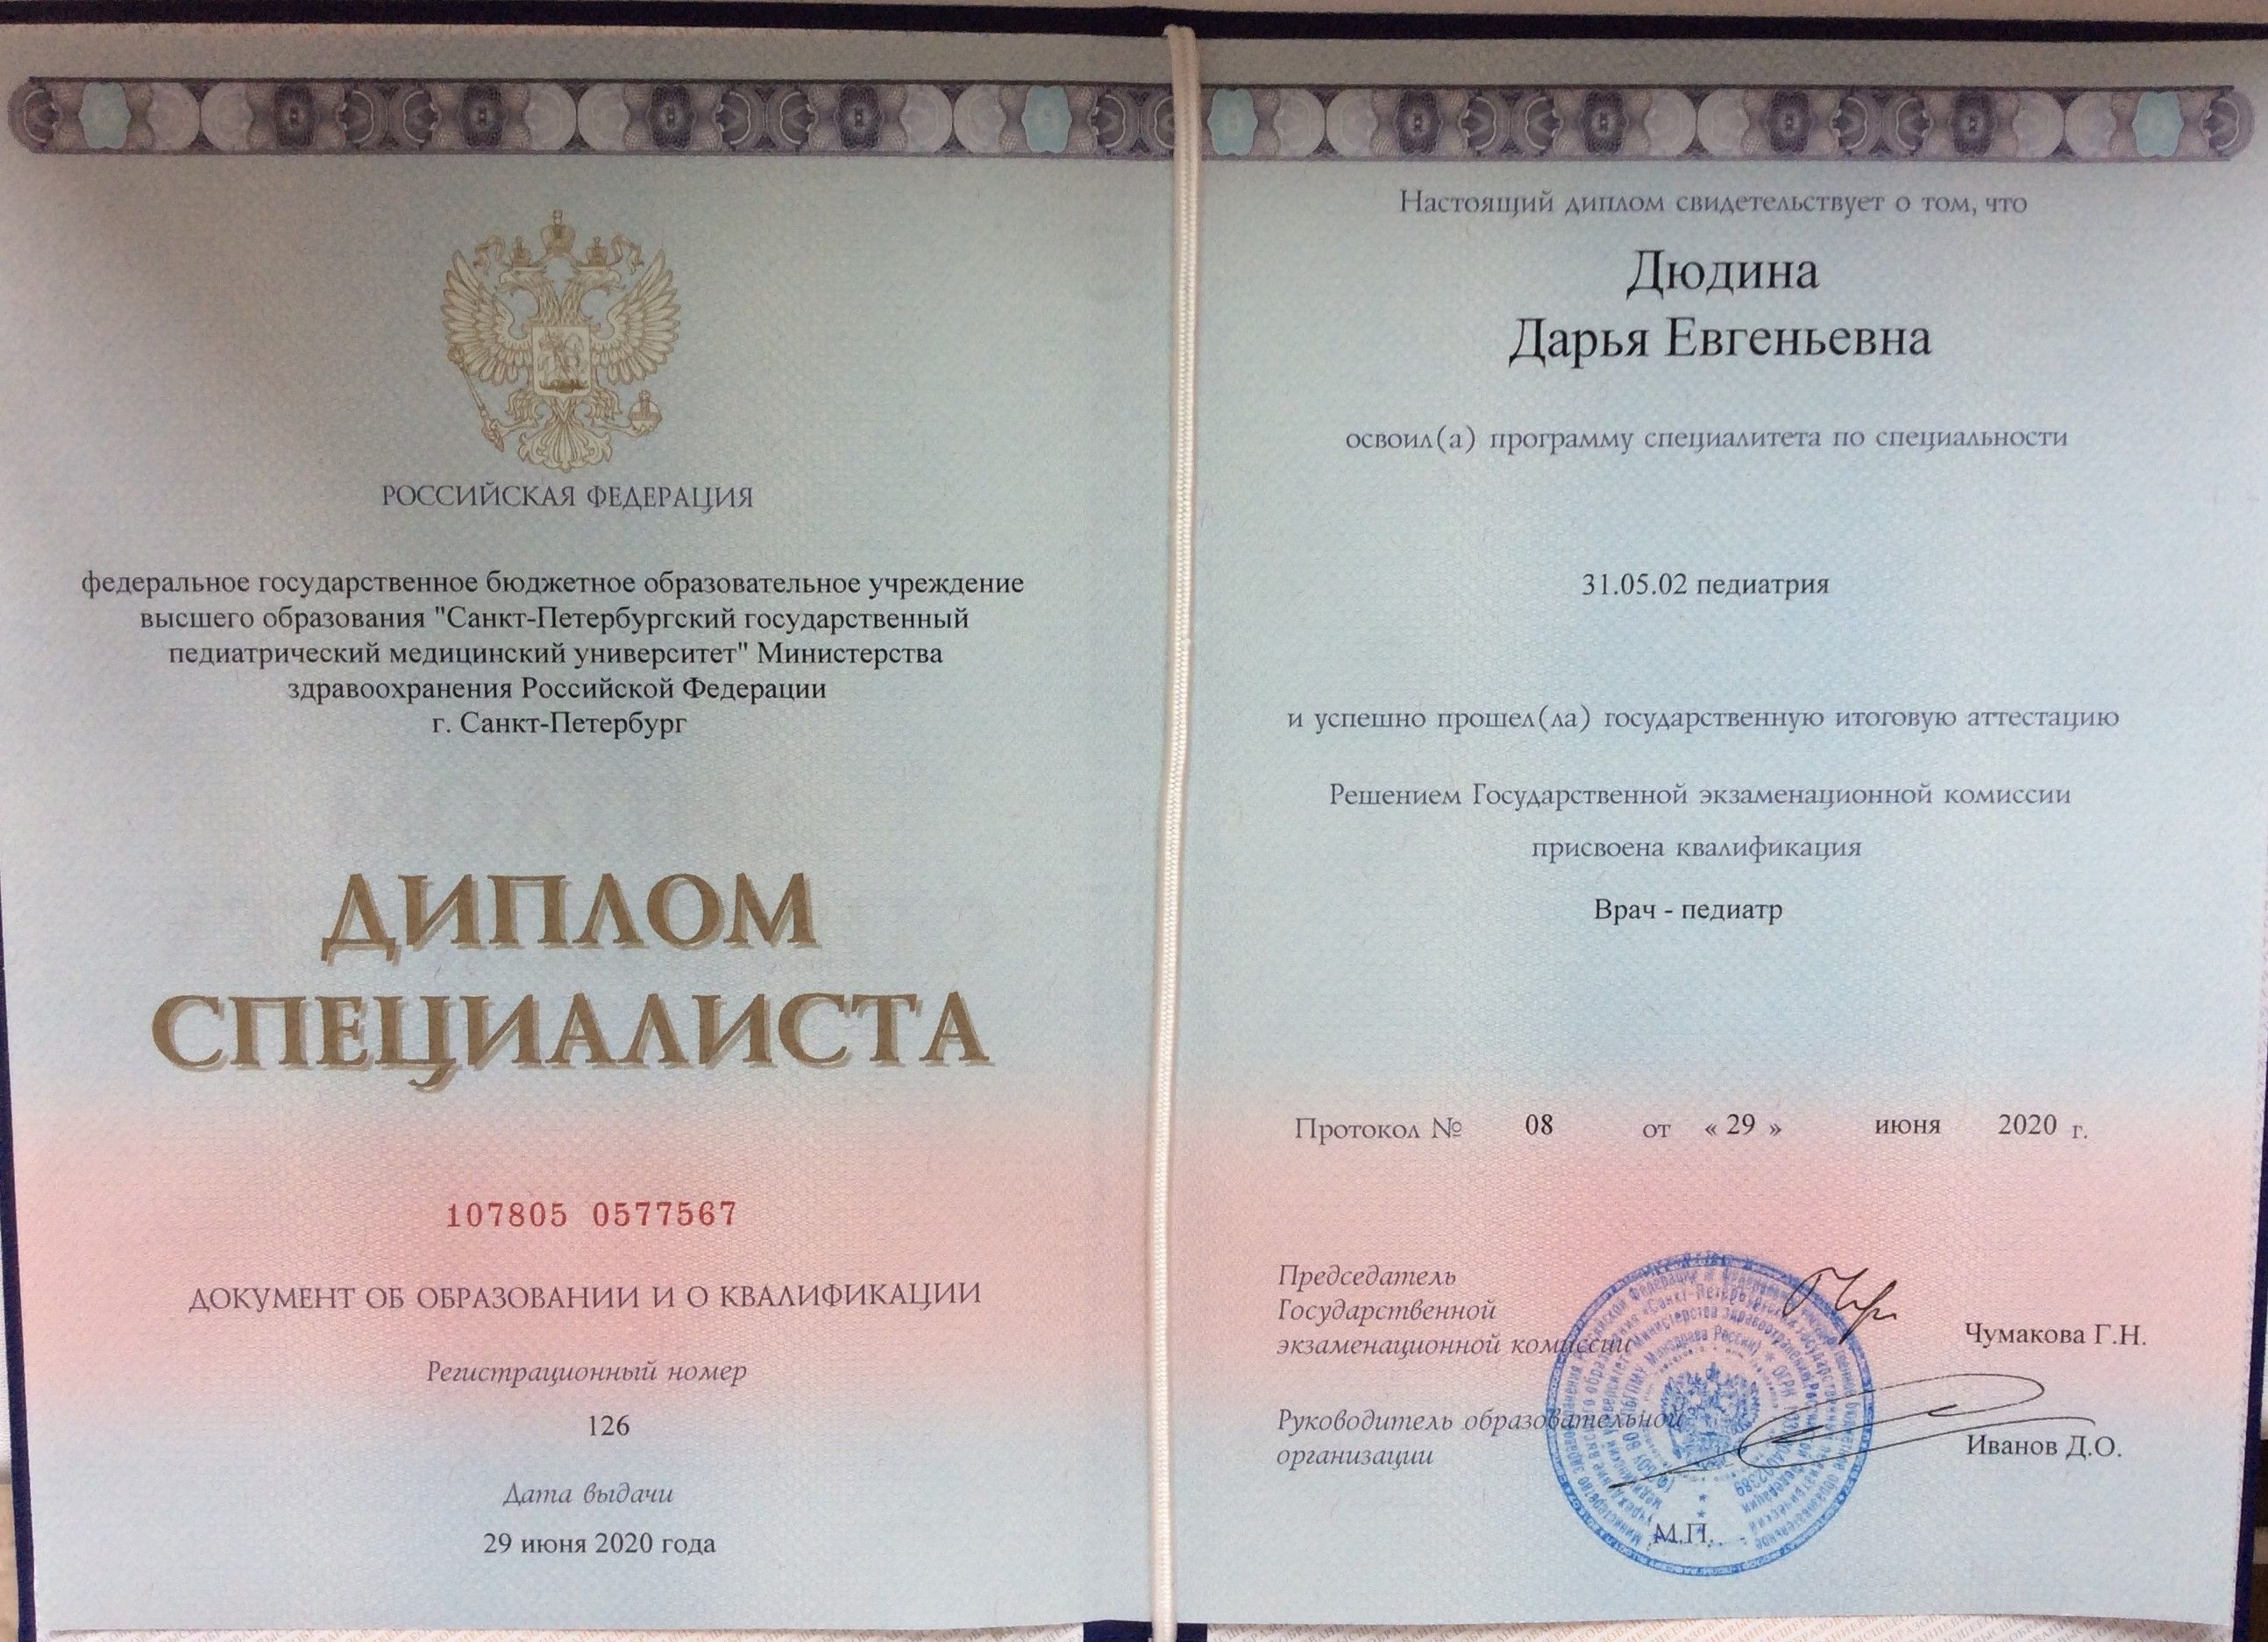 РОССИЙСКАЯ ФЕДЕРАЦИЯ
федеральное государственное бюджетное образовательное учреждение
высшего образования "Санкт-Петербургский государственный
педиатрический медицинский университет" Министерства
здравоохранения Российской Федерации
г. Санкт-Петербург
ДИПЛОМ
СПЕЦИАЛИСТА
107805 0577567
ДОКУМЕНТ ОБ ОБРАЗОВАНИИ И О КВАЛИФИКАЦИИ
Регистрационный номер
126
Дата выдачи
29 июня 2020 года
Настоящий диплом свидетельствует о том, что
Дюдина
Дарья Евгеньевна
освоил(а) программу специалитета по специальности
31.05.02 педиатрия
и успешно прошел(ла) государственную итоговую аттестацию
Решением Государственной экзаменационной комиссии
присвоена квалификация
Врач - педиатр
Протокол № 08 от « 29 » июня 2020 г.
Председатель
Государственной
экзаменационной комиссии
Чумакова Г.Н.
Руководитель образовательной
организации
Иванов Д.О.
М.П.